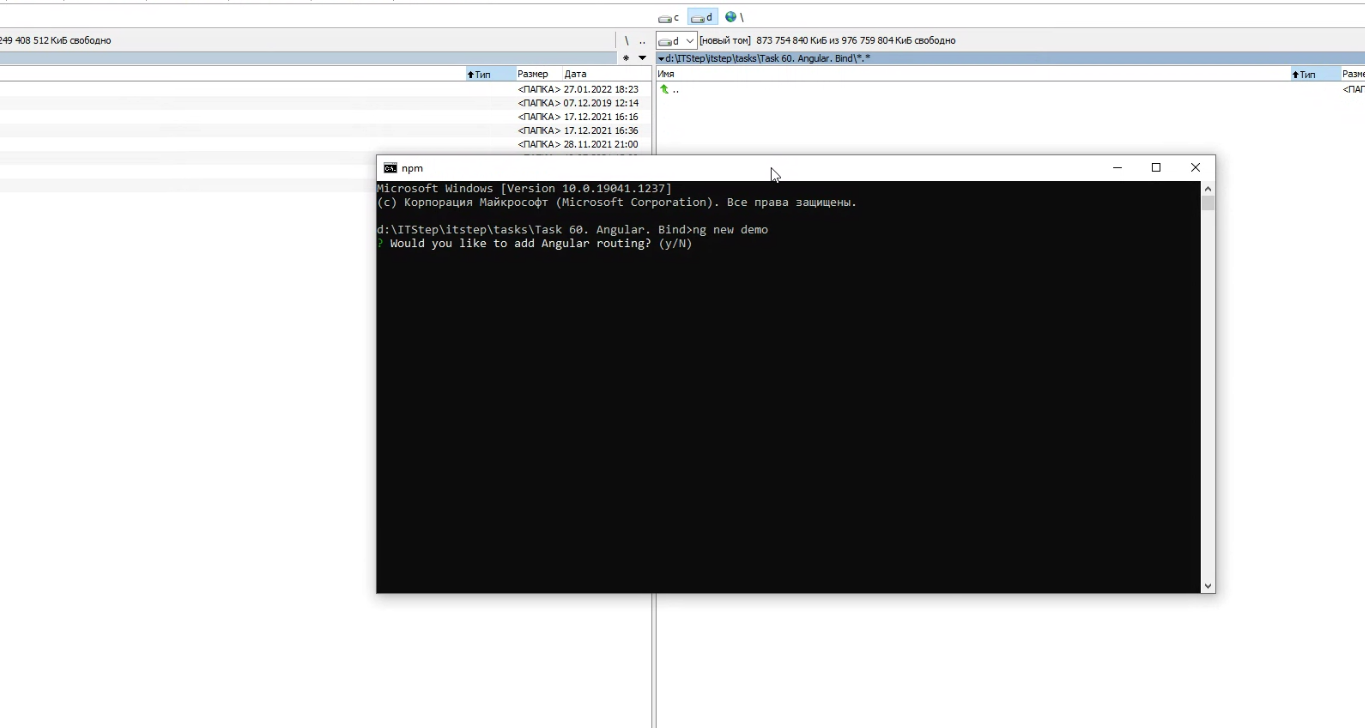 c d \
249 408 512 КиБ свободно \ ..
d [новый том] 873 754 840 КиБ из 976 759 804 КиБ свободно
* d:\ITStep\itstep\tasks\Task 60. Angular. Bind\*.*
Тип Размер Дата
Имя Тип Разме
<ПАПКА> 27.01.2022 18:23
.. <ПАП
<ПАПКА> 07.12.2019 12:14
<ПАПКА> 17.12.2021 16:16
<ПАПКА> 17.12.2021 16:36
<ПАПКА> 28.11.2021 21:00
npm
Microsoft Windows [Version 10.0.19041.1237]
(c) Корпорация Майкрософт (Microsoft Corporation). Все права защищены.
d:\ITStep\itstep\tasks\Task 60. Angular. Bind>ng new demo
? Would you like to add Angular routing? (y/N)